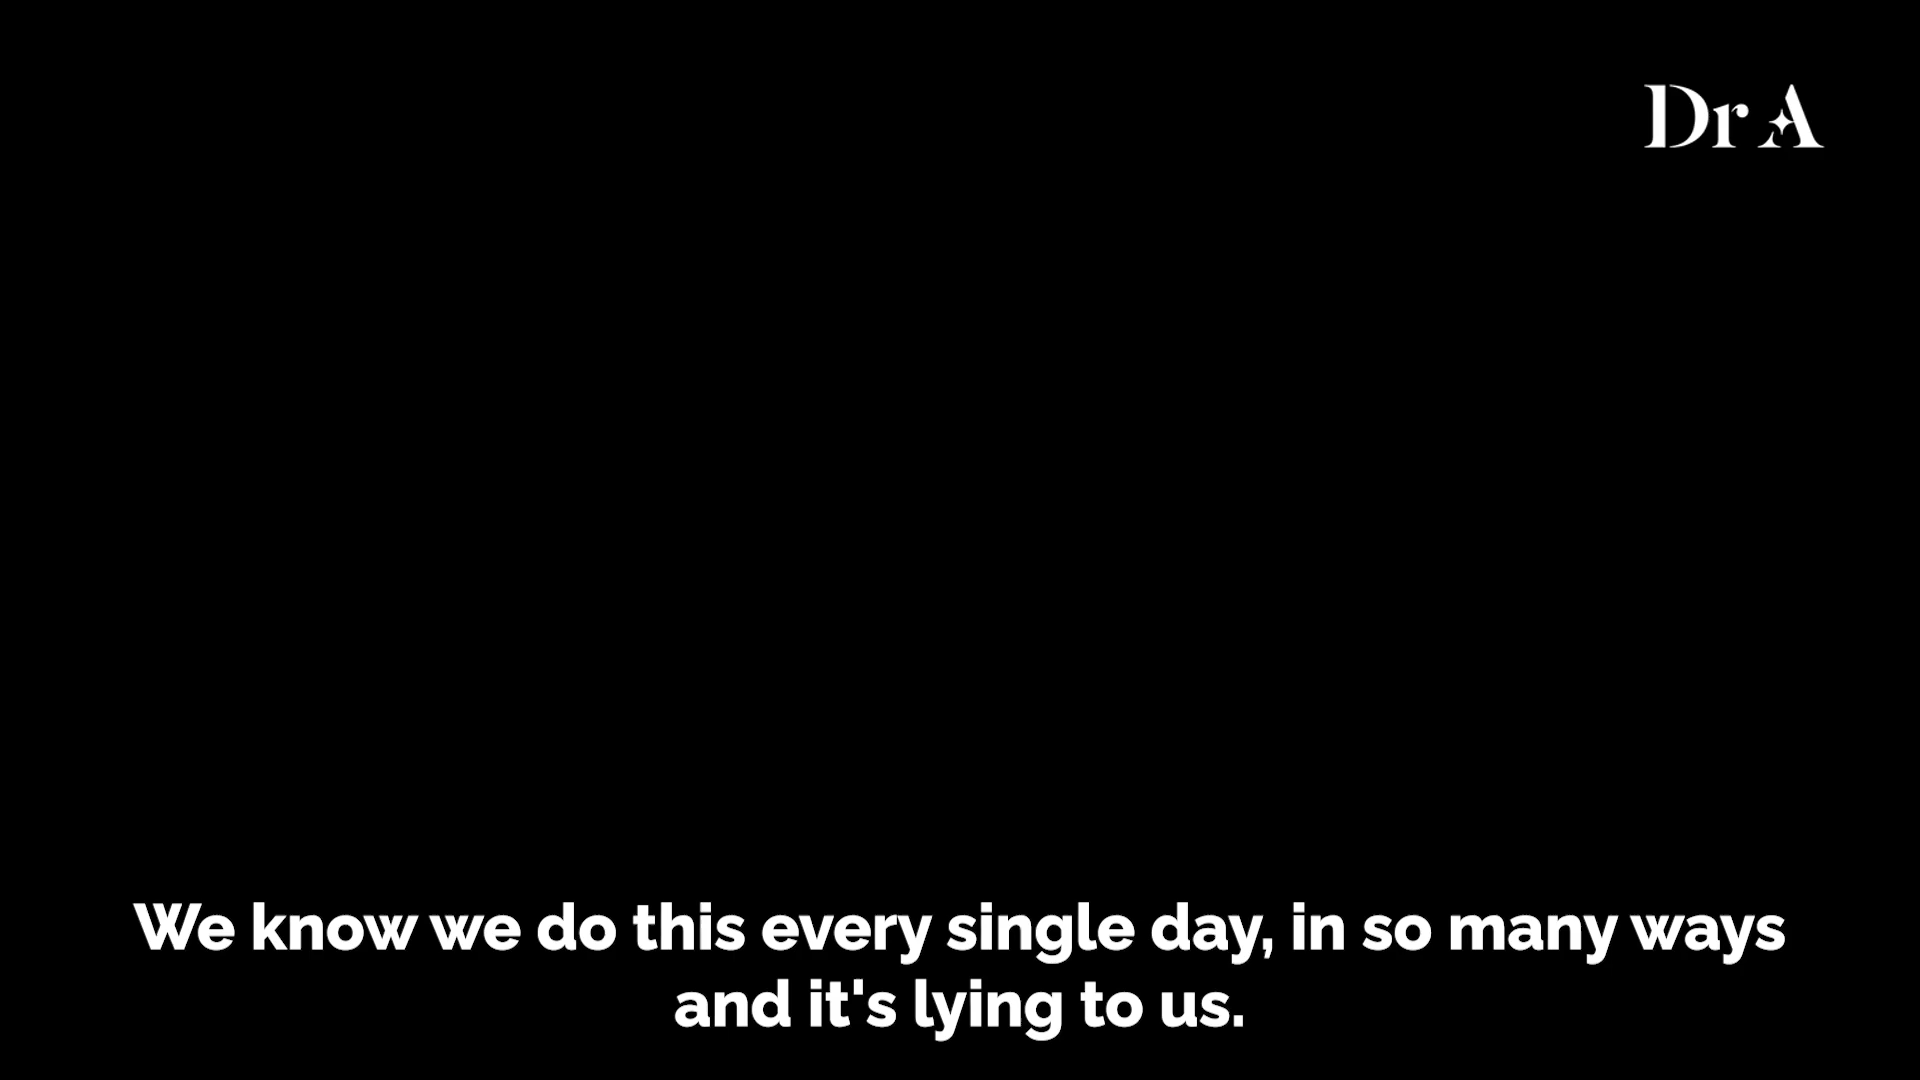 Dr A
We know we do this every single day, in so many ways
and it's lying to us.